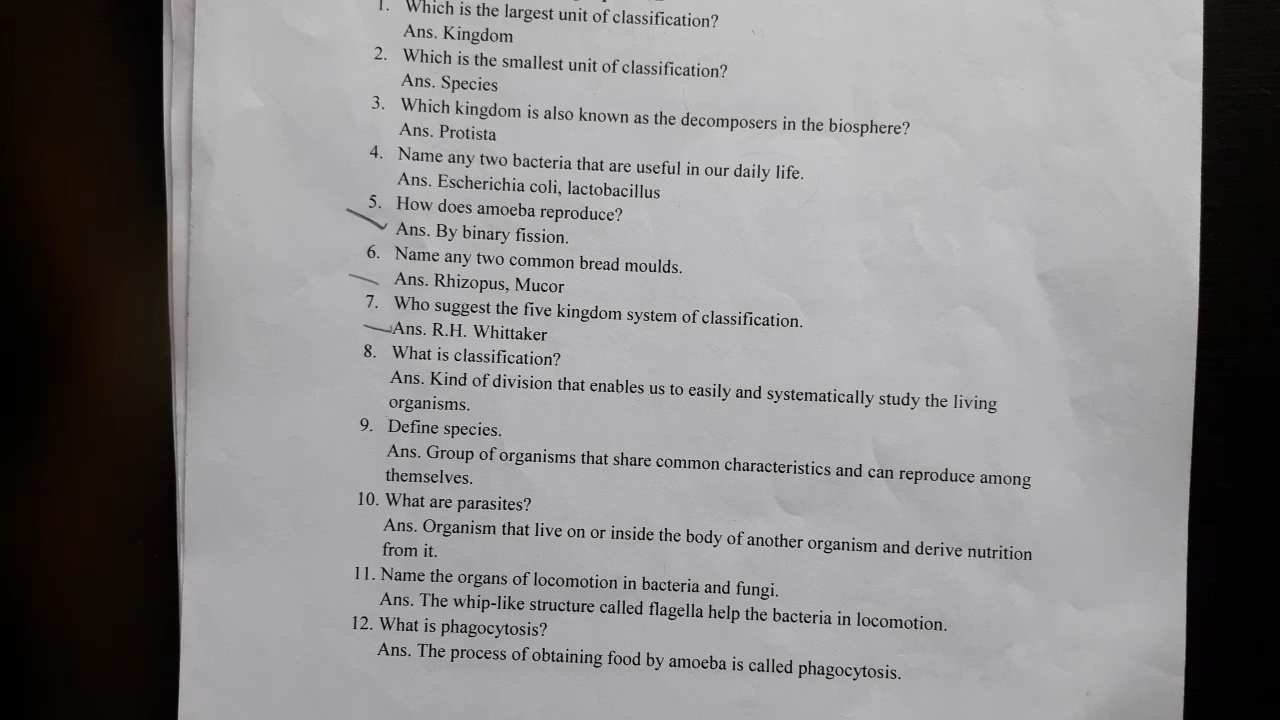 1. Which is the largest unit of classification?
Ans. Kingdom
2. Which is the smallest unit of classification?
Ans. Species
3. Which kingdom is also known as the decomposers in the biosphere?
Ans. Protista
4. Name any two bacteria that are useful in our daily life.
Ans. Escherichia coli, lactobacillus
5. How does amoeba reproduce?
Ans. By binary fission.
6. Name any two common bread moulds.
Ans. Rhizopus, Mucor
7. Who suggest the five kingdom system of classification.
Ans. R.H. Whittaker
8. What is classification?
Ans. Kind of division that enables us to easily and systematically study the living
organisms.
9. Define species.
Ans. Group of organisms that share common characteristics and can reproduce among
themselves.
10. What are parasites?
Ans. Organism that live on or inside the body of another organism and derive nutrition
from it.
11. Name the organs of locomotion in bacteria and fungi.
Ans. The whip-like structure called flagella help the bacteria in locomotion.
12. What is phagocytosis?
Ans. The process of obtaining food by amoeba is called phagocytosis.